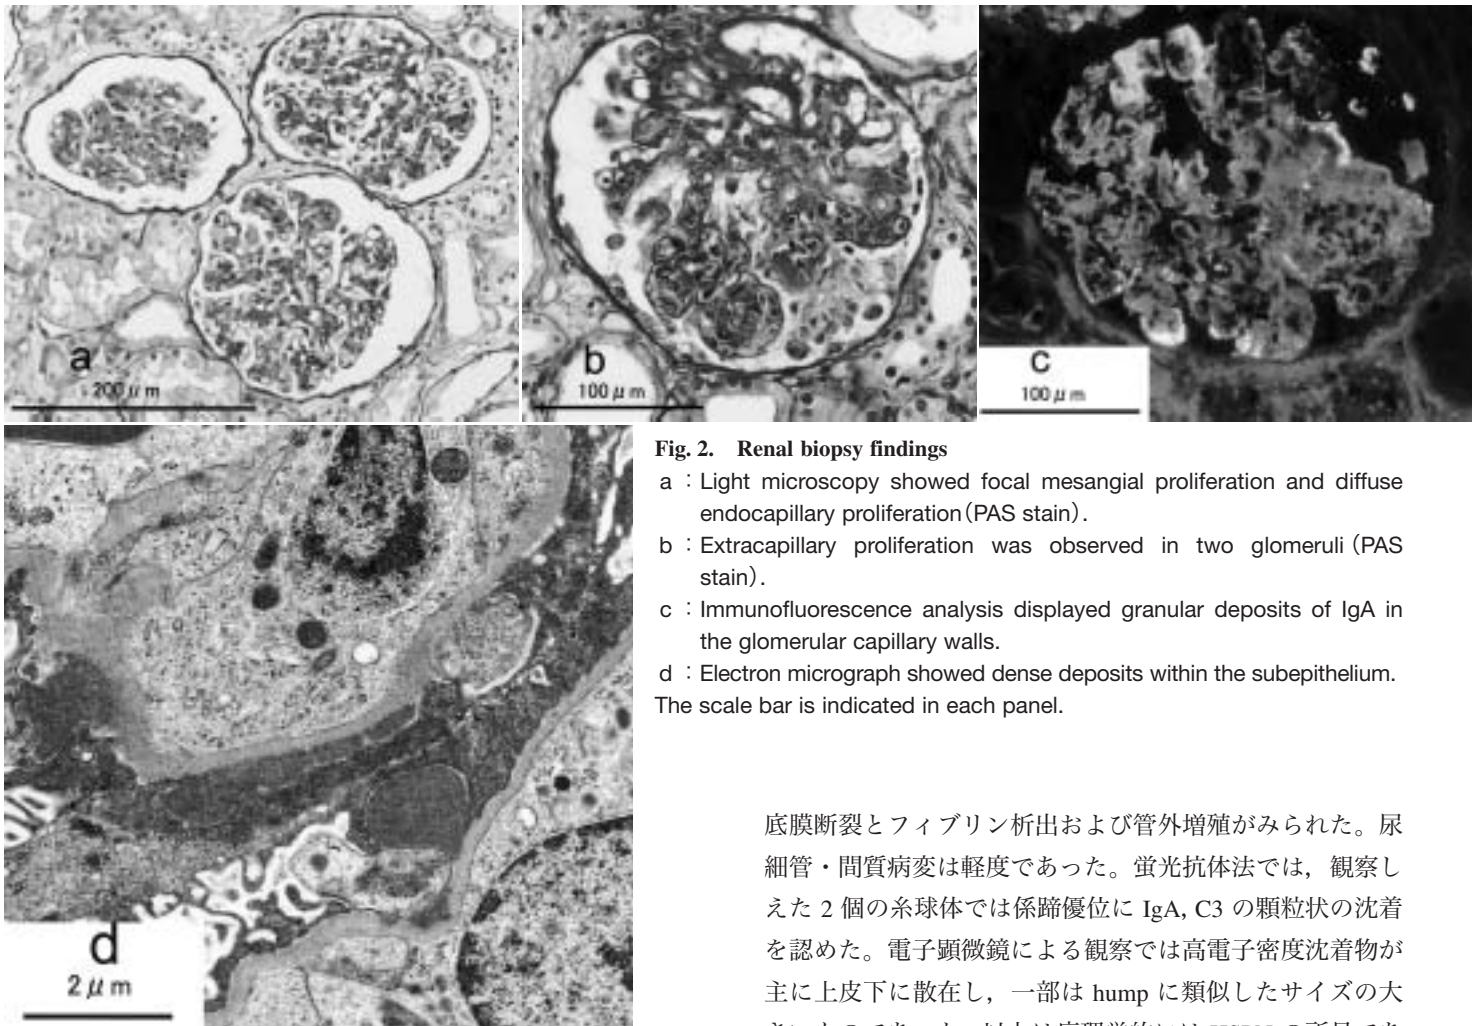 a
200 μm
b
100 μm
c
100 μm
d
2 μm
Fig. 2. Renal biopsy findings
a : Light microscopy showed focal mesangial proliferation and diffuse
endocapillary proliferation (PAS stain).
b : Extracapillary proliferation was observed in two glomeruli (PAS
stain).
c : Immunofluorescence analysis displayed granular deposits of IgA in
the glomerular capillary walls.
d : Electron micrograph showed dense deposits within the subepithelium.
The scale bar is indicated in each panel.
底膜断裂とフィブリン析出および管外増殖がみられた。尿
細管・間質病変は軽度であった。蛍光抗体法では，観察し
えた 2 個の糸球体では係蹄優位に IgA, C3 の顆粒状の沈着
を認めた。電子顕微鏡による観察では高電子密度沈着物が
主に上皮下に散在し，一部は hump に類似したサイズの大